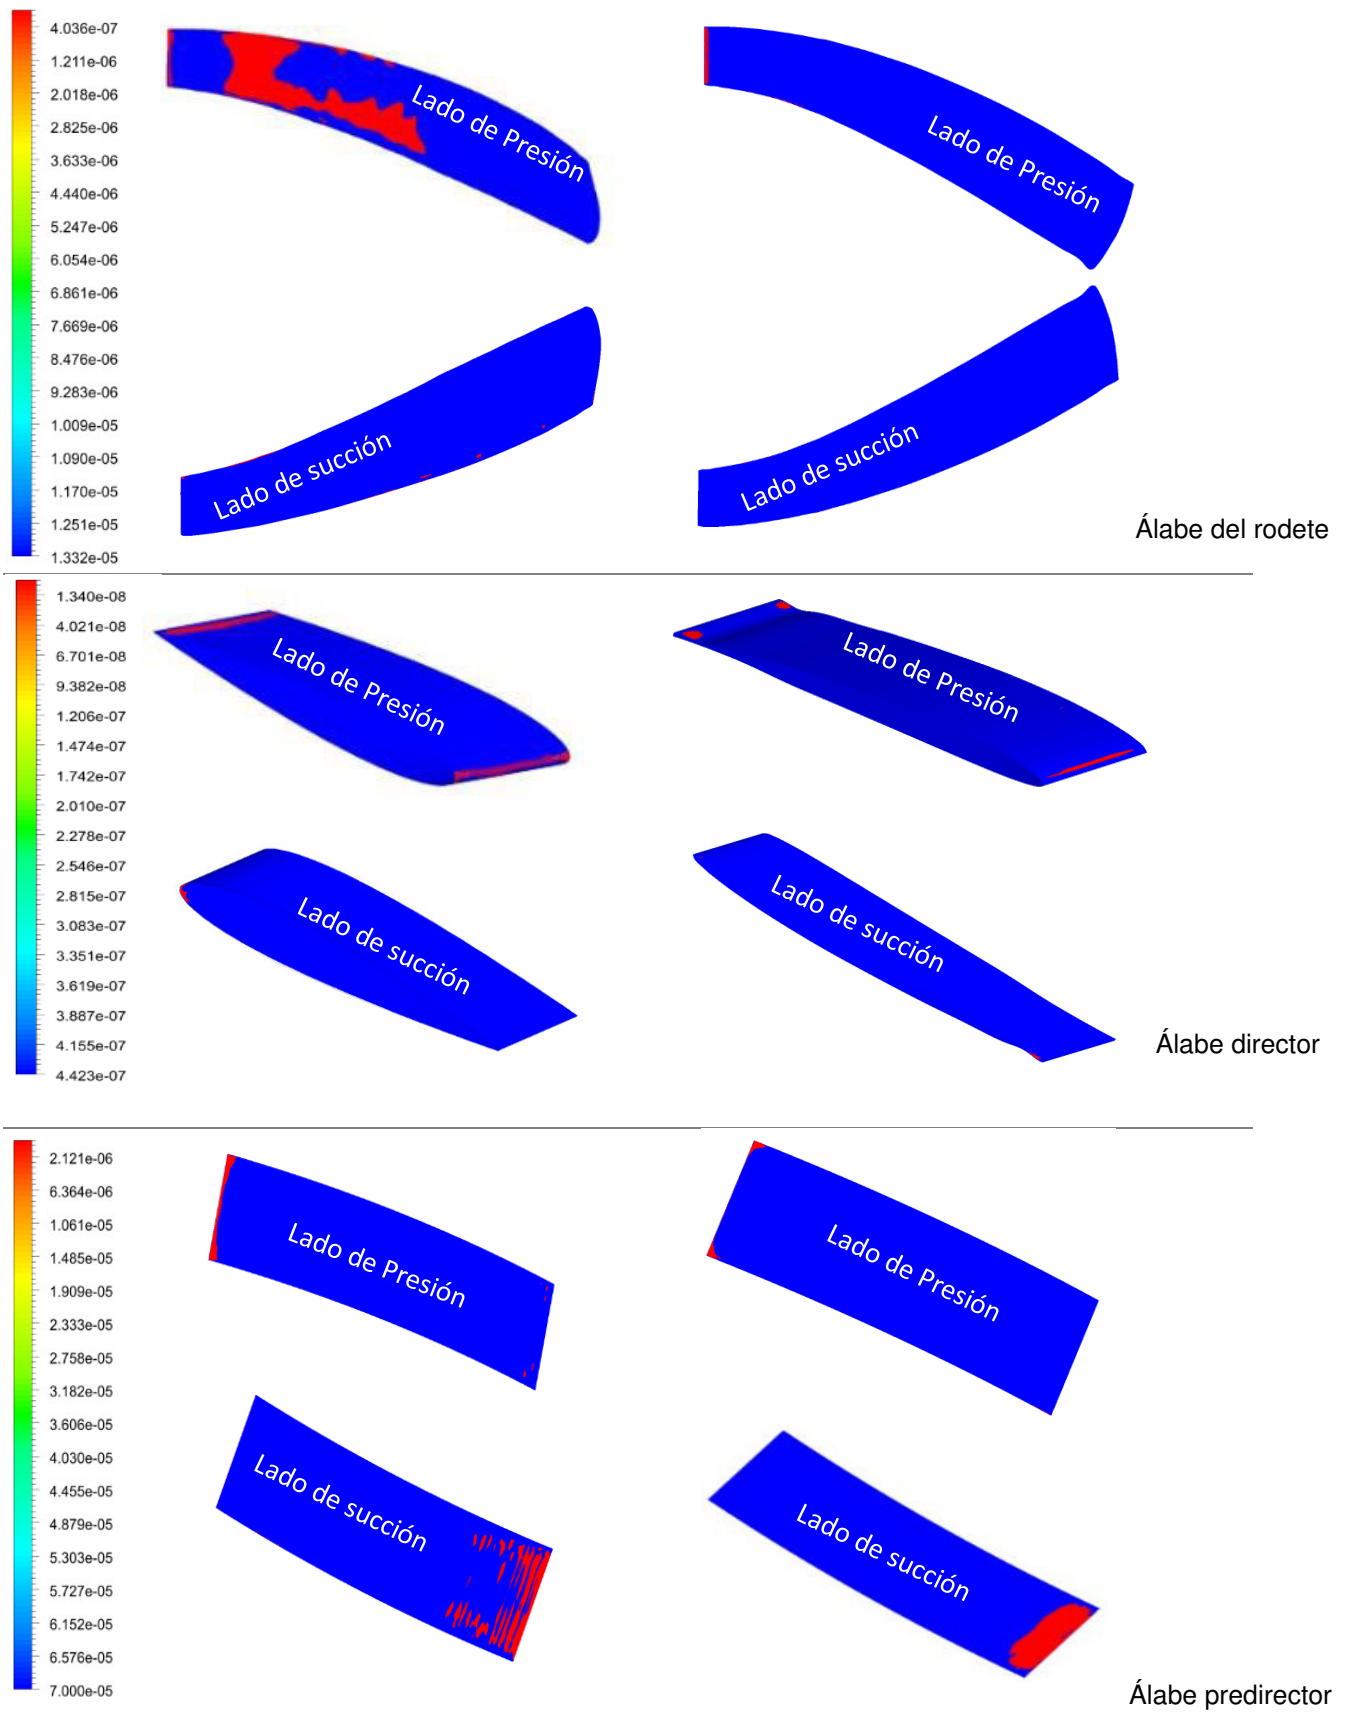 4.036e-07
1.211e-06
2.018e-06
2.825e-06
3.633e-06
4.440e-06
5.247e-06
6.054e-06
6.861e-06
7.669e-06
8.476e-06
9.283e-06
1.009e-05
1.090e-05
1.170e-05
1.251e-05
1.332e-05
Lado de Presión
Lado de Presión
Lado de succión
Lado de succión
Álabe del rodete
1.340e-08
4.021e-08
6.701e-08
9.382e-08
1.206e-07
1.474e-07
1.742e-07
2.010e-07
2.278e-07
2.546e-07
2.815e-07
3.083e-07
3.351e-07
3.619e-07
3.887e-07
4.155e-07
4.423e-07
Lado de Presión
Lado de Presión
Lado de succión
Lado de succión
Álabe director
2.121e-06
6.364e-06
1.061e-05
1.485e-05
1.909e-05
2.333e-05
2.758e-05
3.182e-05
3.606e-05
4.030e-05
4.455e-05
4.879e-05
5.303e-05
5.727e-05
6.152e-05
6.576e-05
7.000e-05
Lado de Presión
Lado de Presión
Lado de succión
Lado de succión
Álabe predirector